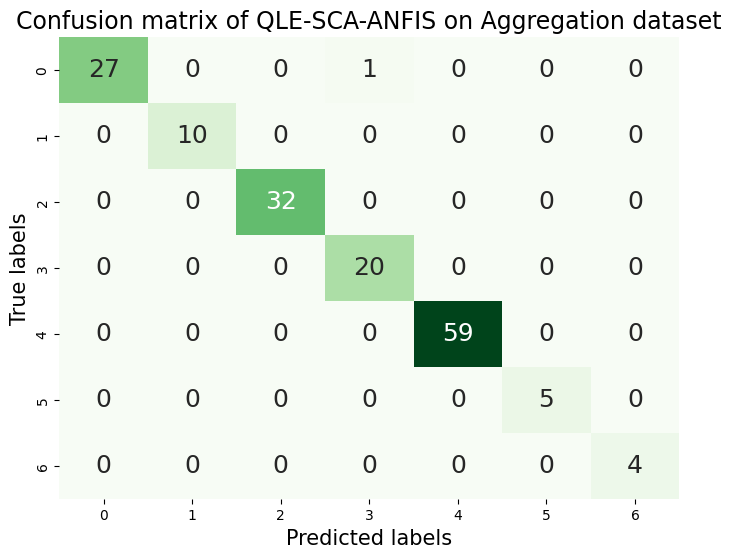 Confusion matrix of QLE-SCA-ANFIS on Aggregation dataset
0 27 0 0 1 0 0 0
1 0 10 0 0 0 0 0
2 0 0 32 0 0 0 0
3 0 0 0 20 0 0 0
4 0 0 0 0 59 0 0
5 0 0 0 0 0 5 0
6 0 0 0 0 0 0 4
True labels
0 1 2 3 4 5 6
Predicted labels